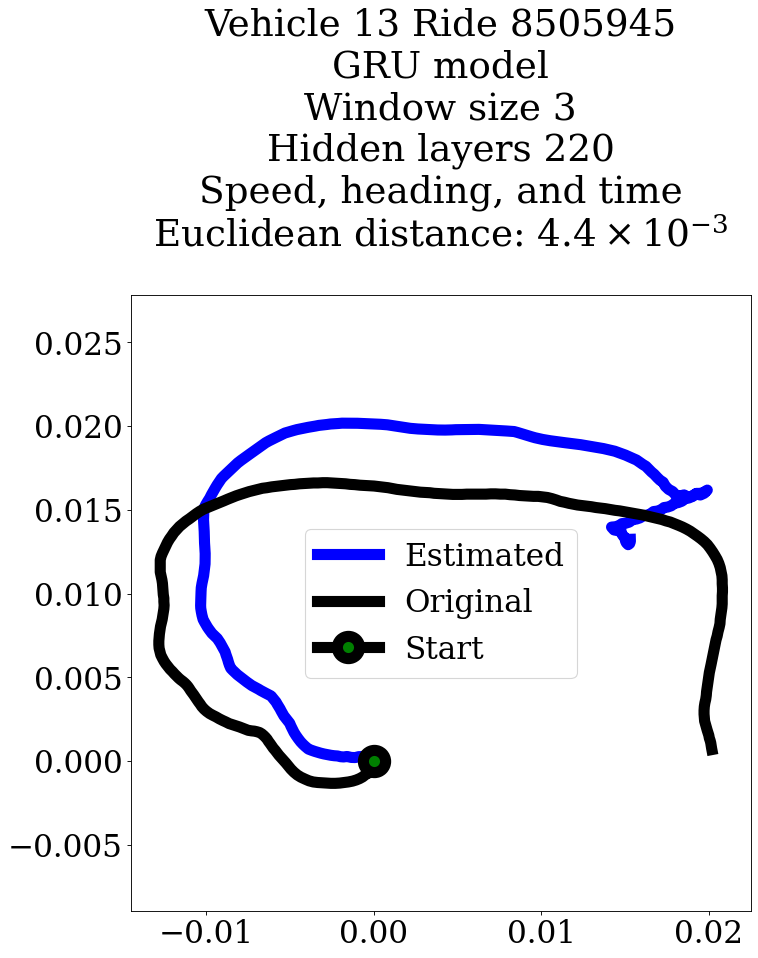 Vehicle 13 Ride 8505945
GRU model
Window size 3
Hidden layers 220
Speed, heading, and time
Euclidean distance: 4.4 × 10⁻³
0.025
0.020
0.015
0.010
0.005
0.000
−0.005
Estimated
Original
Start
−0.01
0.00
0.01
0.02